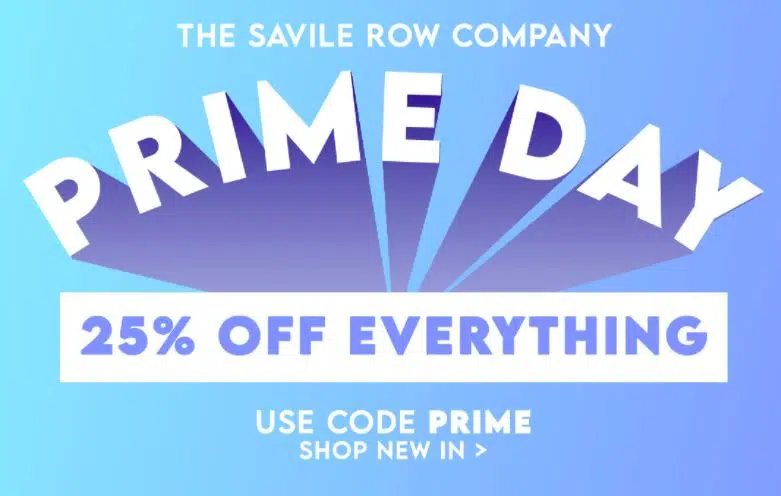 THE SAVILE ROW COMPANY
PRIME DAY
25% OFF EVERYTHING
USE CODE PRIME
SHOP NEW IN >